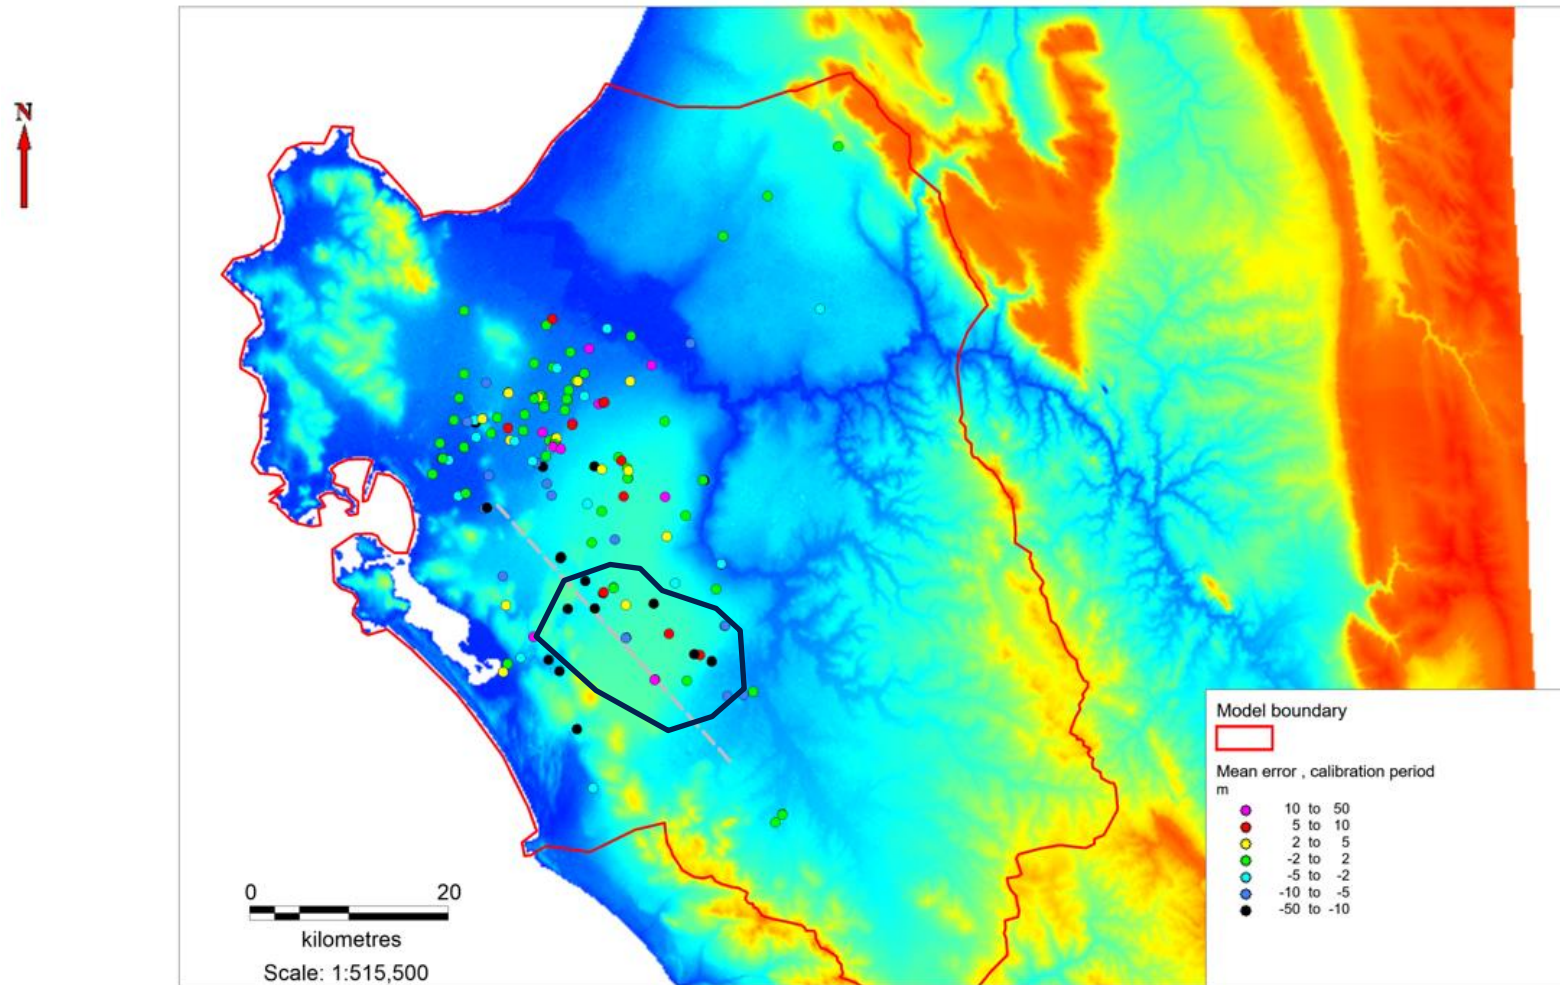 N
0 20
kilometres
Scale: 1:515,500
Model boundary
Mean error , calibration period
m
10 to 50
5 to 10
2 to 5
-2 to 2
-5 to -2
-10 to -5
-50 to -10